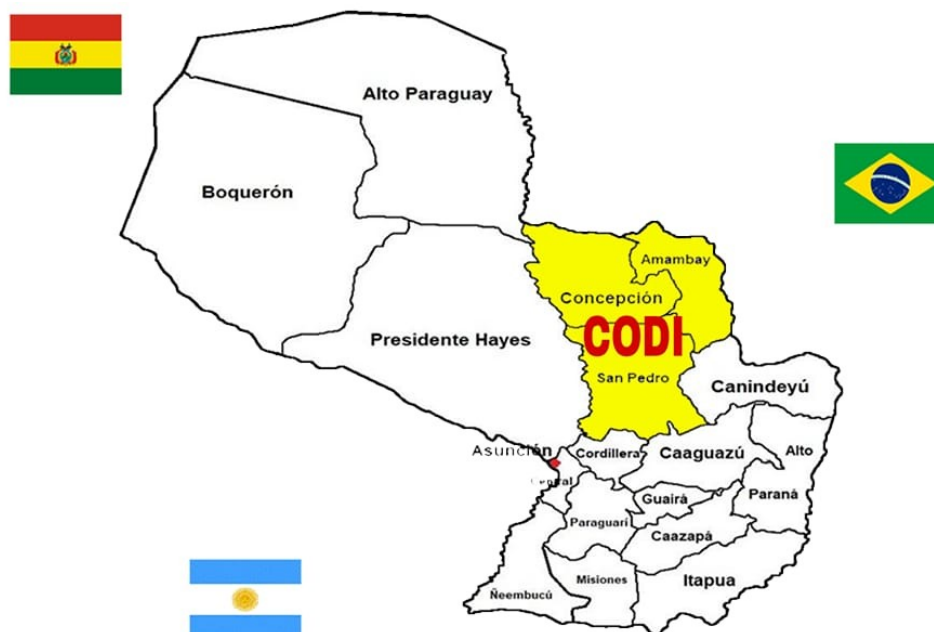 Alto Paraguay
Boquerón
Amambay
Concepción
CODI
Presidente Hayes
San Pedro
Canindeyú
Asunción
Cordillera
Caaguazú
Alto
Paraná
Central
Guairá
Paraguarí
Caazapá
Misiones
Itapua
Ñeembucú